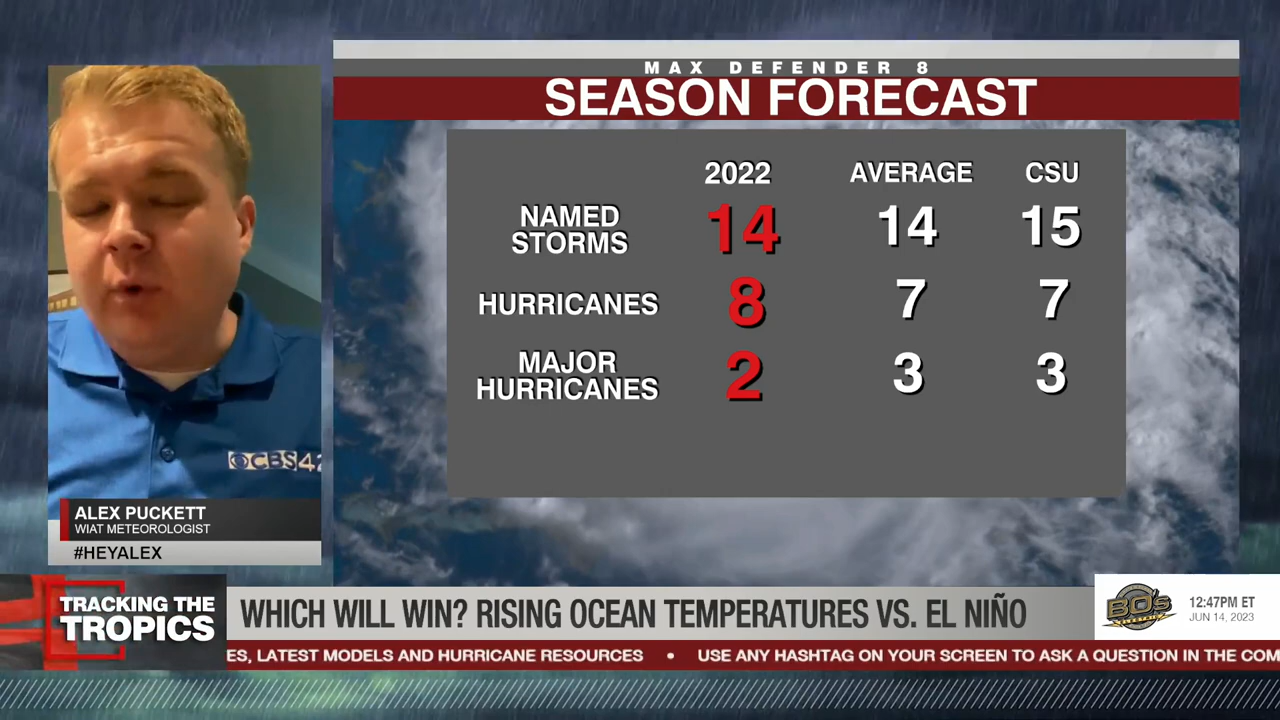 MAX DEFENDER 8
SEASON FORECAST
2022 AVERAGE CSU
NAMED
STORMS
14 14 15
HURRICANES 8 7 7
MAJOR
HURRICANES
2 3 3
CBS42
ALEX PUCKETT
WIAT METEOROLOGIST
#HEYALEX
TRACKING THE
TROPICS
WHICH WILL WIN? RISING OCEAN TEMPERATURES VS. EL NIÑO
BO's
12:47PM ET
JUN 14, 2023
ES, LATEST MODELS AND HURRICANE RESOURCES • USE ANY HASHTAG ON YOUR SCREEN TO ASK A QUESTION IN THE COM